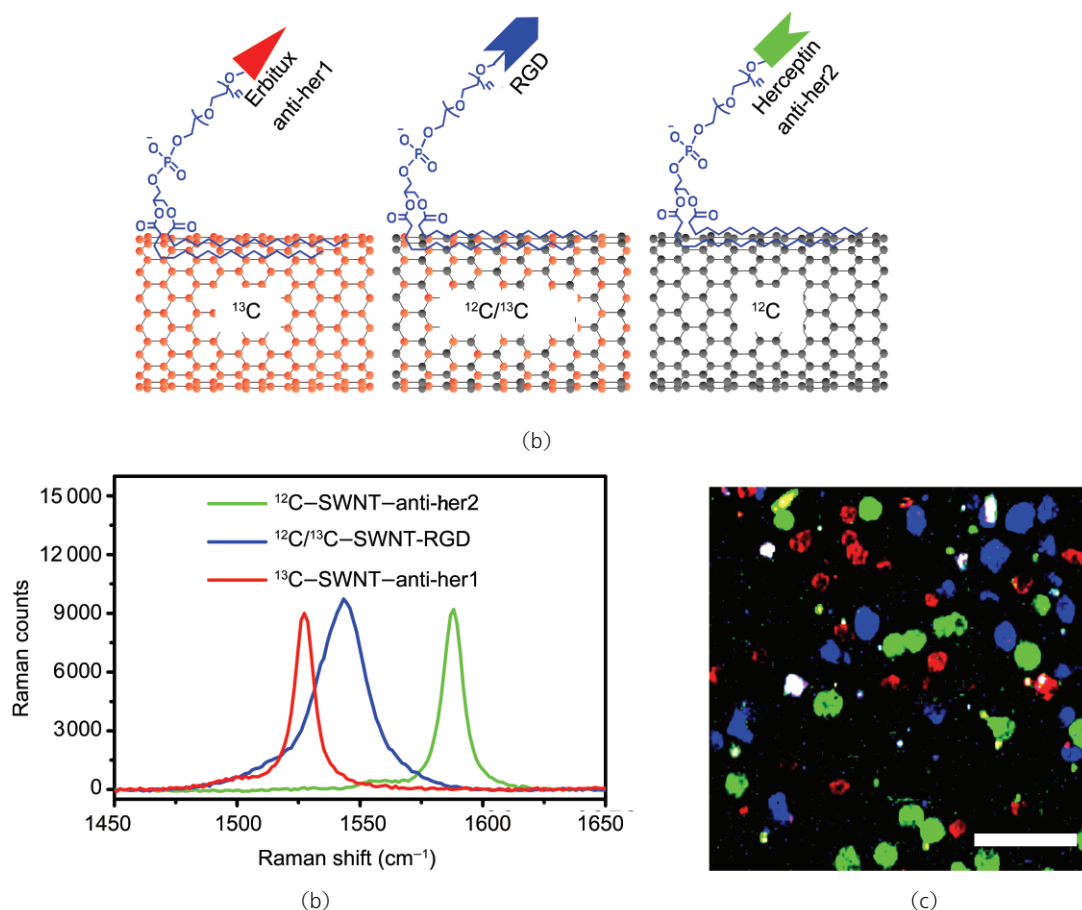 Erbitux
anti-her1
RGD
Herceptin
anti-her2
O
n
O
⁻O
O
P
O
O
O O
O O
O
n
O
⁻O
O
P
O
O
O O
O O
O
n
O
⁻O
O
P
O
O
O O
O O
¹³C
¹²C/¹³C
¹²C
(b)
15 000
12 000
9000
6000
3000
0
Raman counts
¹²C–SWNT–anti-her2
¹²C/¹³C–SWNT-RGD
¹³C–SWNT–anti-her1
1450
1500
1550
1600
1650
Raman shift (cm⁻¹)
(b)
(c)